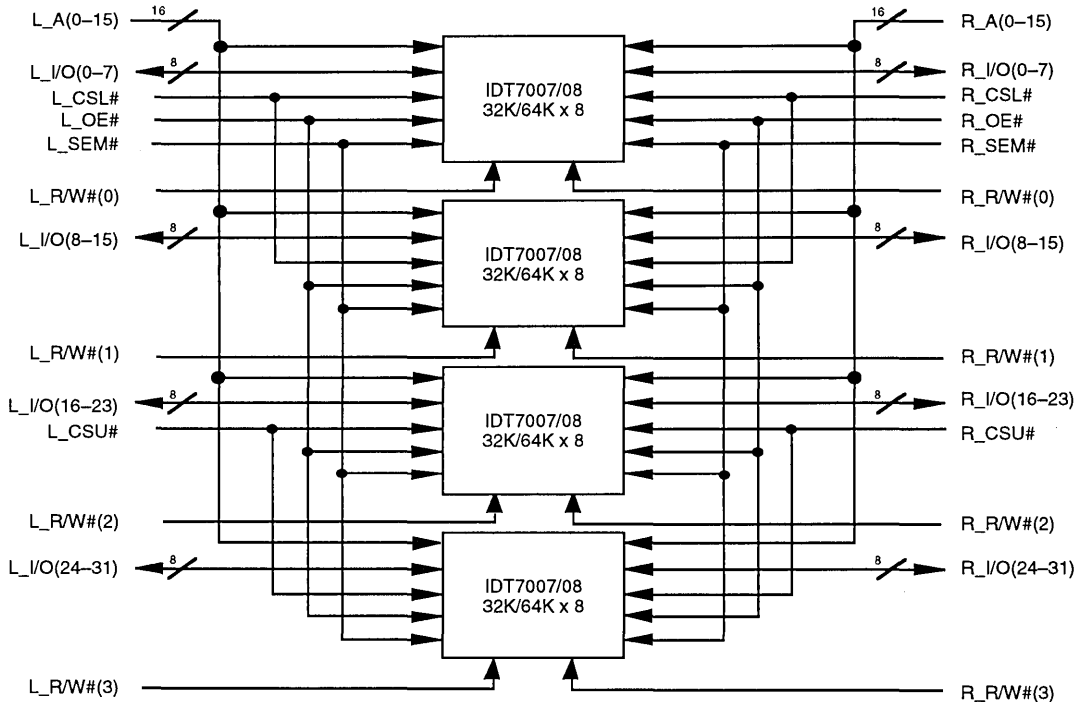 L_A(0–15)
16
16
R_A(0–15)
L_I/O(0–7)
8
8
R_I/O(0–7)
L_CSL#
R_CSL#
L_OE#
R_OE#
L_SEM#
R_SEM#
IDT7007/08
32K/64K x 8
L_R/W#(0)
R_R/W#(0)
L_I/O(8–15)
8
8
R_I/O(8–15)
IDT7007/08
32K/64K x 8
L_R/W#(1)
R_R/W#(1)
L_I/O(16–23)
8
8
R_I/O(16–23)
L_CSU#
R_CSU#
IDT7007/08
32K/64K x 8
L_R/W#(2)
R_R/W#(2)
L_I/O(24–31)
8
8
R_I/O(24–31)
IDT7007/08
32K/64K x 8
L_R/W#(3)
R_R/W#(3)